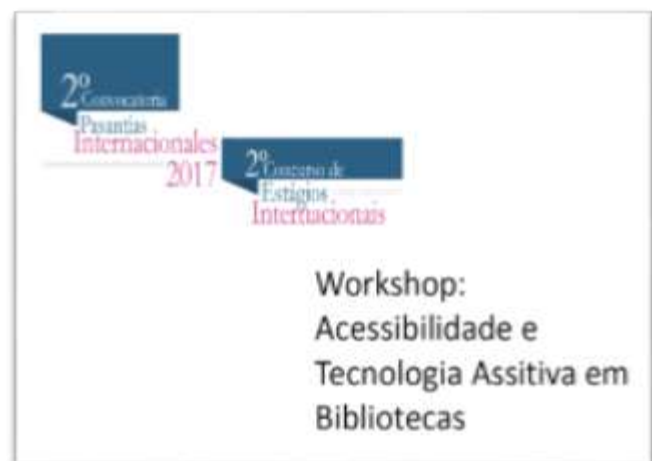 2º Convocatoria
Pasantías
Internacionales
2017
2º Concurso de
Estágios
Internacionais
Workshop:
Acessibilidade e
Tecnologia Assitiva em
Bibliotecas